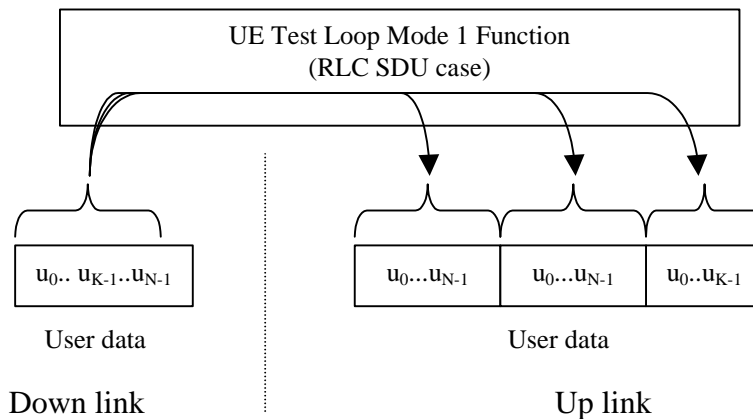 UE Test Loop Mode 1 Function
(RLC SDU case)
u0.. uK-1..uN-1
u0...uN-1
u0...uN-1
u0..uK-1
User data
User data
Down link
Up link